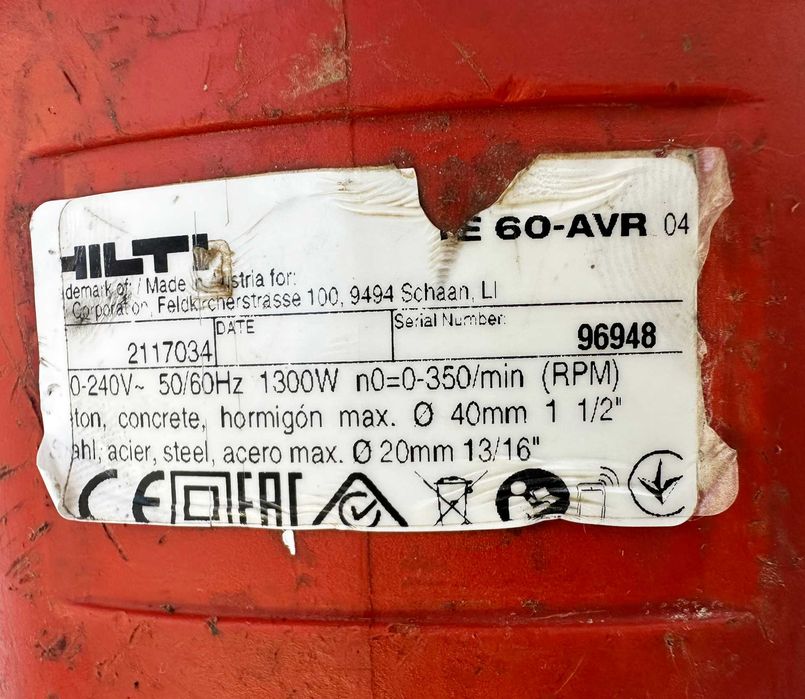 HILTI
TE 60-AVR 04
demark of / Made in Austria for:
Corporation, Feldkircherstrasse 100, 9494 Schaan, LI
DATE
Serial Number:
2117034
96948
0-240V~ 50/60Hz 1300W n0=0-350/min (RPM)
ton, concrete, hormigón max. Ø 40mm 1 1/2"
ahl, acier, steel, acero max. Ø 20mm 13/16"
CE EAC